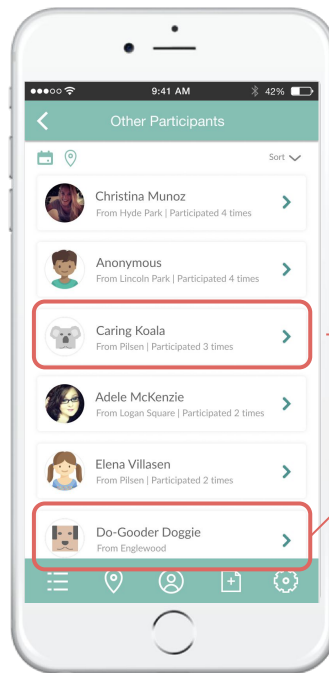 9:41 AM
42%
Other Participants
Sort
Christina Munoz
From Hyde Park | Participated 4 times
Anonymous
From Lincoln Park | Participated 4 times
Caring Koala
From Pilsen | Participated 3 times
Adele McKenzie
From Logan Square | Participated 2 times
Elena Villasen
From Pilsen | Participated 2 times
Do-Gooder Doggie
From Englewood